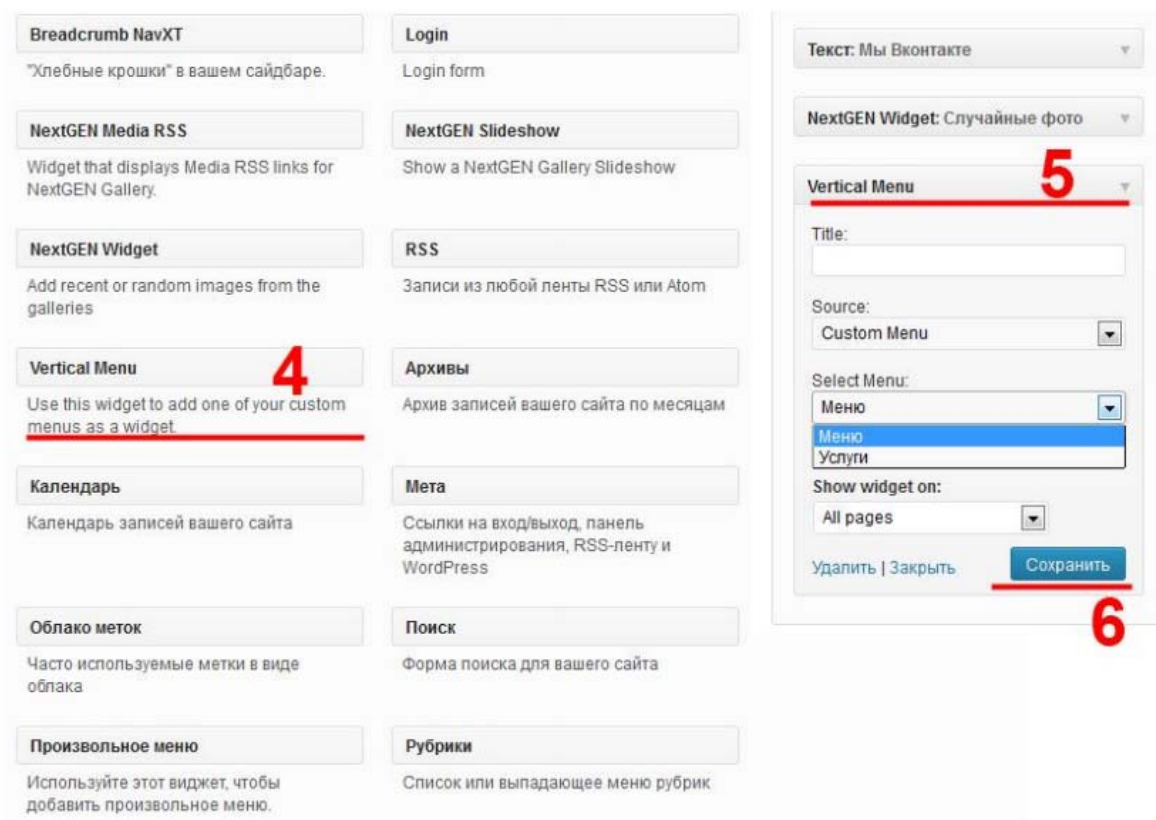 Breadcrumb NavXT
"Хлебные крошки" в вашем сайдбаре.
Login
Login form
NextGEN Media RSS
Widget that displays Media RSS links for
NextGEN Gallery.
NextGEN Slideshow
Show a NextGEN Gallery Slideshow
NextGEN Widget
Add recent or random images from the
galleries
RSS
Записи из любой ленты RSS или Atom
Vertical Menu
4
Use this widget to add one of your custom
menus as a widget.
Архивы
Архив записей вашего сайта по месяцам
Календарь
Календарь записей вашего сайта
Мета
Ссылки на вход/выход, панель
администрирования, RSS-ленту и
WordPress
Облако меток
Часто используемые метки в виде
облака
Поиск
Форма поиска для вашего сайта
Произвольное меню
Используйте этот виджет, чтобы
добавить произвольное меню.
Рубрики
Список или выпадающее меню рубрик
Текст: Мы Вконтакте
NextGEN Widget: Случайные фото
5
Vertical Menu
Title:
Source:
Custom Menu
Select Menu:
Меню
Меню
Услуги
Show widget on:
All pages
Удалить | Закрыть
Сохранить
6